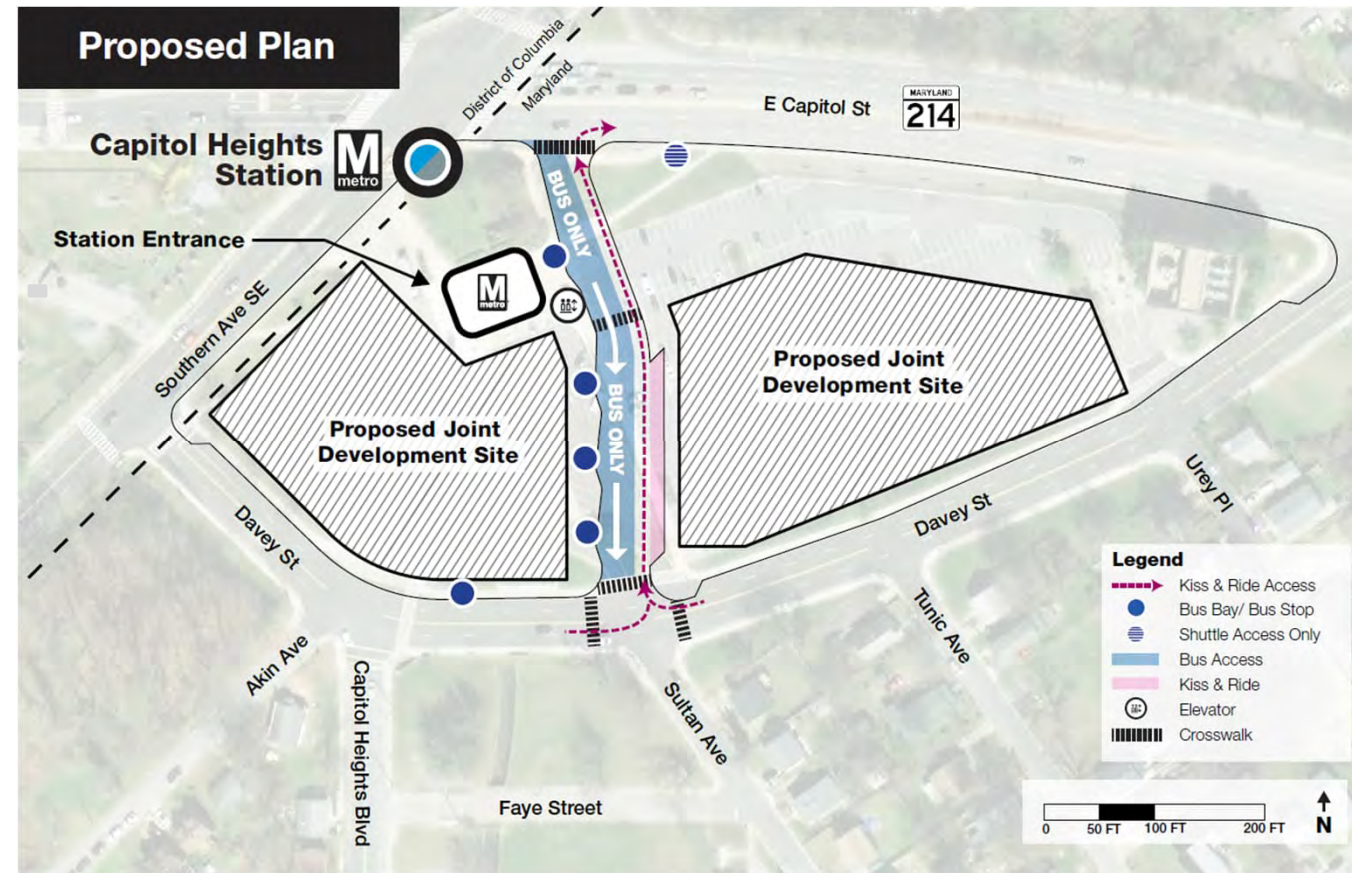 Proposed Plan
District of Columbia
Maryland
E Capitol St
MARYLAND
214
Capitol Heights
Station
M
metro
Station Entrance
M
metro
BUS ONLY
BUS ONLY
Southern Ave SE
Proposed Joint
Development Site
Proposed Joint
Development Site
Davey St
Davey St
Urey Pl
Akin Ave
Capitol Heights Blvd
Sultan Ave
Tunic Ave
Faye Street
Legend
Kiss & Ride Access
Bus Bay/ Bus Stop
Shuttle Access Only
Bus Access
Kiss & Ride
Elevator
Crosswalk
0 50 FT 100 FT 200 FT
N